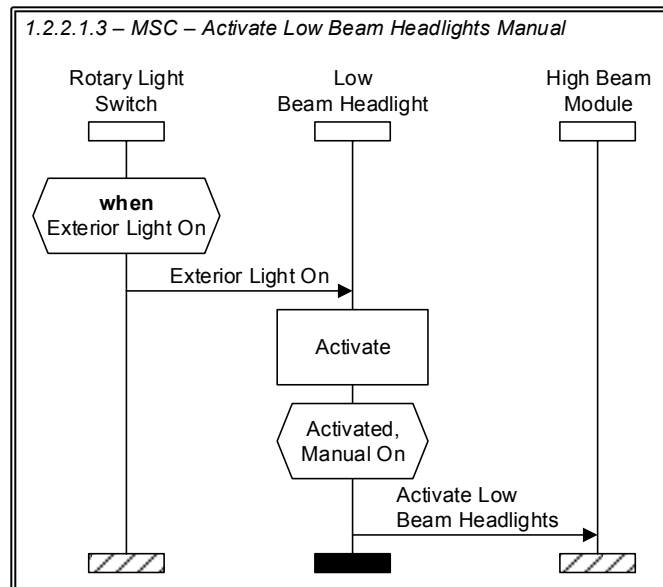 1.2.2.1.3 – MSC – Activate Low Beam Headlights Manual
Rotary Light
Switch
Low
Beam Headlight
High Beam
Module
when
Exterior Light On
Exterior Light On
Activate
Activated,
Manual On
Activate Low
Beam Headlights